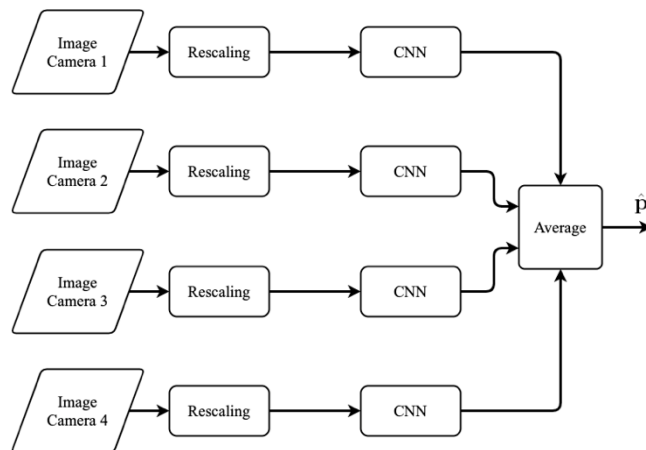 Image
Camera 1
Rescaling
CNN
Image
Camera 2
Rescaling
CNN
Average
p̂
Image
Camera 3
Rescaling
CNN
Image
Camera 4
Rescaling
CNN